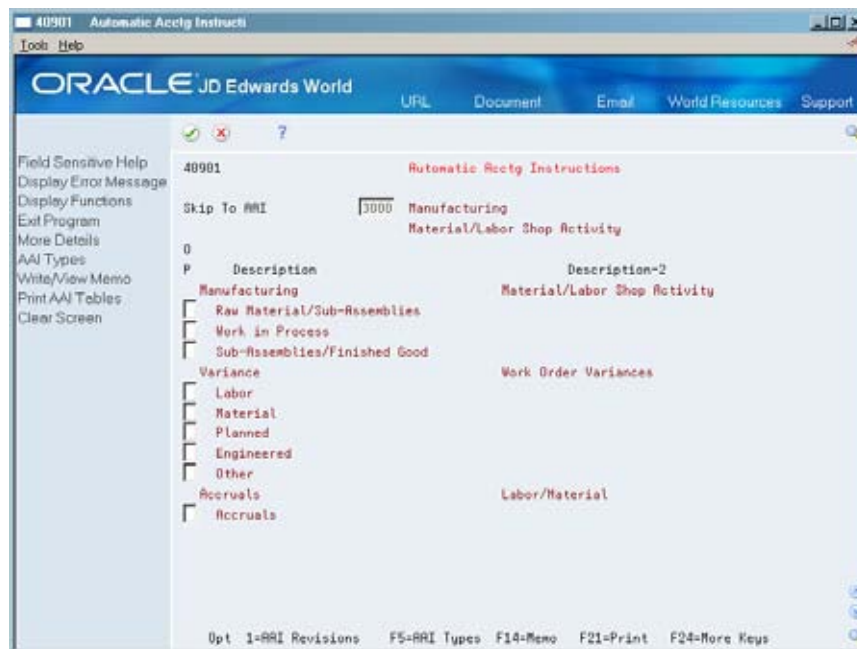 40901 Automatic Acctg Instructi
Tools Help
ORACLE JD Edwards World
URL Document Email World Resources Support
?
Field Sensitive Help
Display Error Message
Display Functions
Exit Program
More Details
AAI Types
Write/View Memo
Print AAI Tables
Clear Screen
40901 Automatic Acctg Instructions
Skip To AAI 3000 Manufacturing
Material/Labor Shop Activity
O
P Description Description-2
Manufacturing Material/Labor Shop Activity
Raw Material/Sub-Assemblies
Work in Process
Sub-Assemblies/Finished Good
Variance Work Order Variances
Labor
Material
Planned
Engineered
Other
Accruals Labor/Material
Accruals
Opt 1=AAI Revisions F5=AAI Types F14=Memo F21=Print F24=More Keys